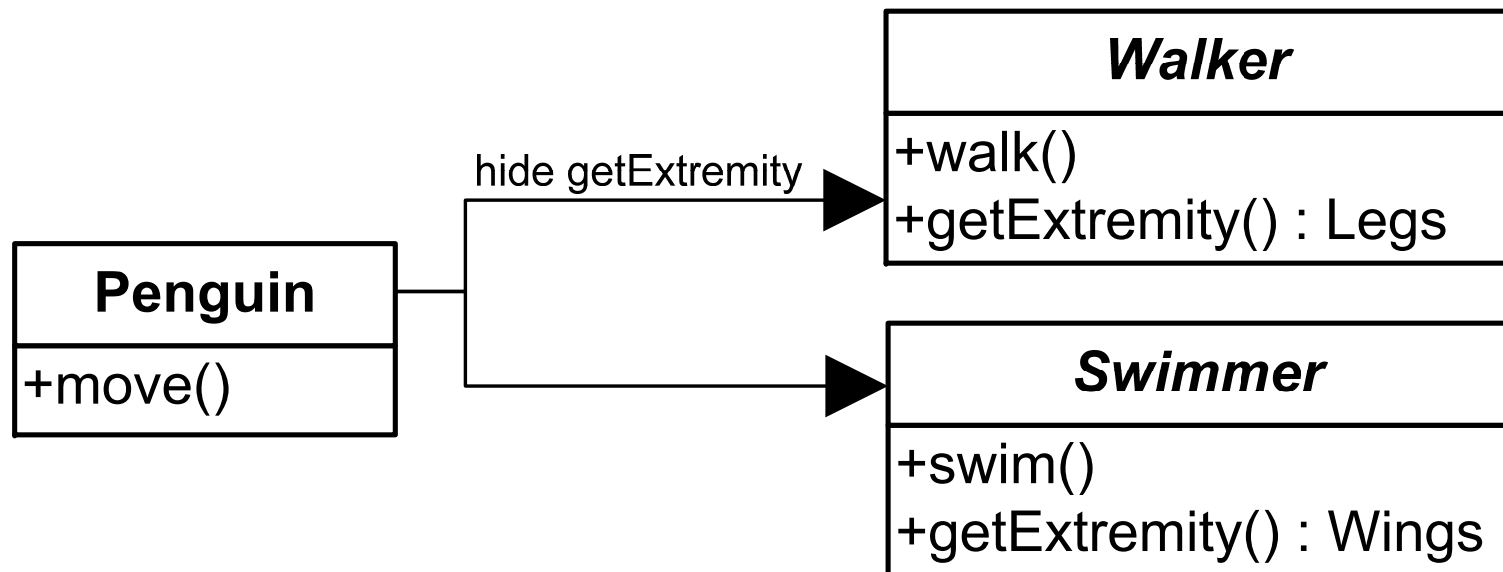 Walker
+walk()
+getExtremity() : Legs
hide getExtremity
Penguin
+move()
Swimmer
+swim()
+getExtremity() : Wings